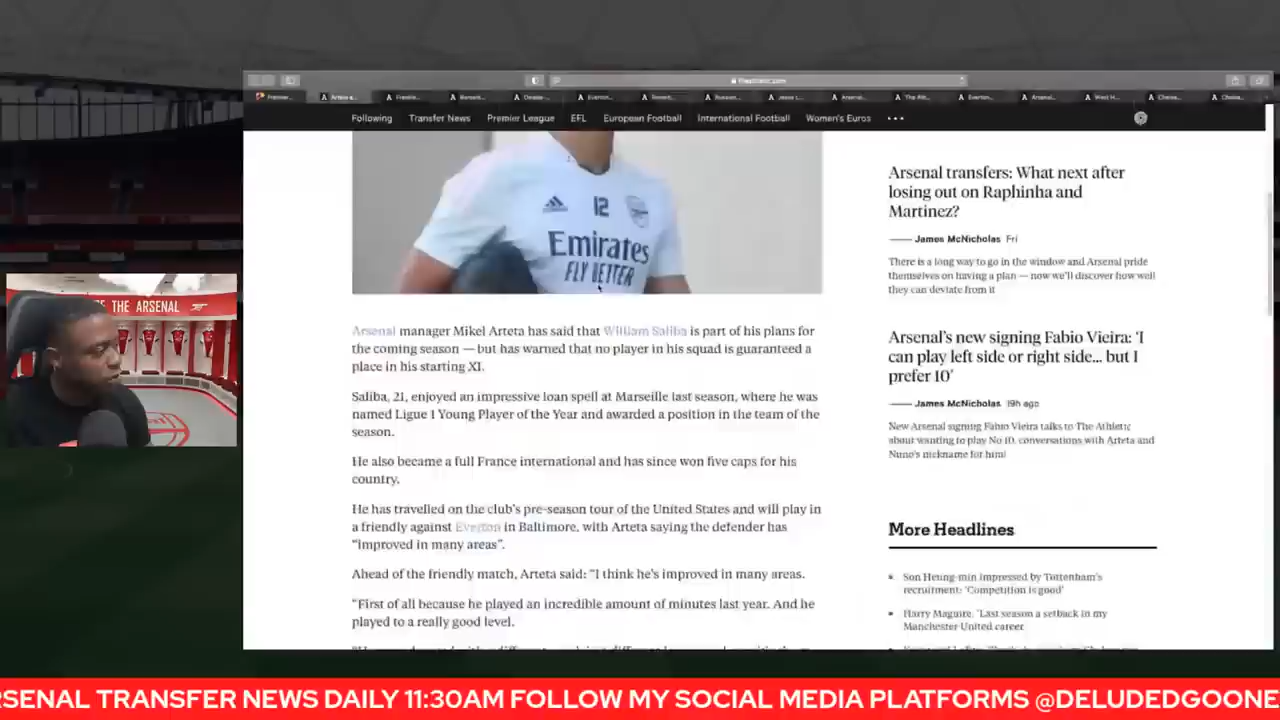 Following Transfer News Premier League EFL European Football International Football Women's Euros
12
Emirates
FLY BETTER
Arsenal manager Mikel Arteta has said that William Saliba is part of his plans for
the coming season — but has warned that no player in his squad is guaranteed a
place in his starting XI.
Saliba, 21, enjoyed an impressive loan spell at Marseille last season, where he was
named Ligue 1 Young Player of the Year and awarded a position in the team of the
season.
He also became a full France international and has since won five caps for his
country.
He has travelled on the club's pre-season tour of the United States and will play in
a friendly against Everton in Baltimore, with Arteta saying the defender has
“improved in many areas”.
Ahead of the friendly match, Arteta said: “I think he's improved in many areas.
“First of all because he played an incredible amount of minutes last year. And he
played to a really good level.
Arsenal transfers: What next after
losing out on Raphinha and
Martinez?
James McNicholas Fri
There is a long way to go in the window and Arsenal pride
themselves on having a plan — now we'll discover how well
they can deviate from it
Arsenal's new signing Fabio Vieira: ‘I
can play left side or right side... but I
prefer 10’
James McNicholas 19h ago
New Arsenal signing Fabio Vieira talks to The Athletic
about wanting to play No 10, conversations with Arteta and
Nuno's nickname for him!
More Headlines
Son Heung-min impressed by Tottenham's
recruitment: ‘Competition is good’
Harry Maguire: ‘Last season a setback in my
Manchester United career
E THE ARSENAL
RSENAL TRANSFER NEWS DAILY 11:30AM FOLLOW MY SOCIAL MEDIA PLATFORMS @DELUDEDGOONE